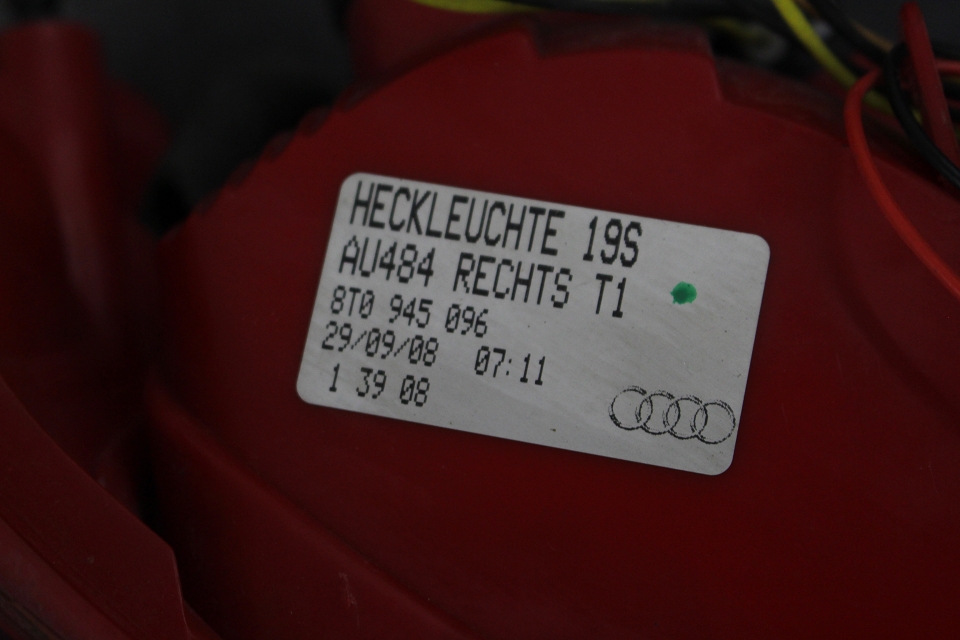 HECKLEUCHTE 19S
AU484 RECHTS T1
8T0 945 096
29/09/08 07:11
1 39 08